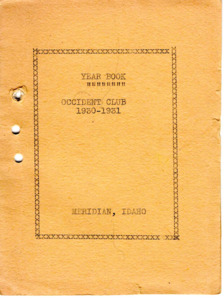 YEAR BOOK
OCCIDENT CLUB
1930-1931
MERIDIAN, IDAHO